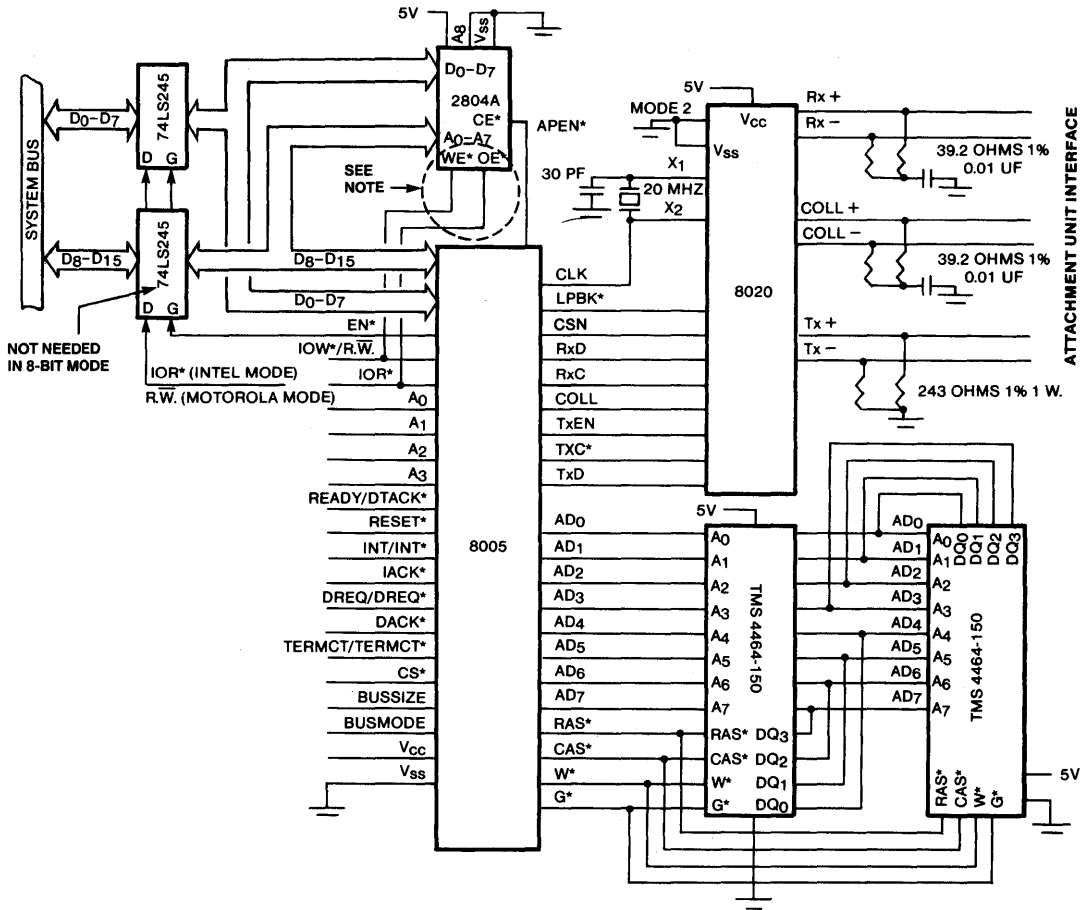 5V
A8
VSS
D0–D7
2804A
CE*
A0–A7
WE* OE*
APEN*
SEE
NOTE
SYSTEM BUS
D0–D7
74LS245
D G
D8–D15
74LS245
D G
D8–D15
D0–D7
NOT NEEDED
IN 8-BIT MODE
EN*
IOW*/R.W.
IOR*
IOR* (INTEL MODE)
R.W. (MOTOROLA MODE)
A0
A1
A2
A3
READY/DTACK*
RESET*
INT/INT*
IACK*
DREQ/DREQ*
DACK*
TERMCT/TERMCT*
CS*
BUSSIZE
BUSMODE
VCC
VSS
8005
CLK
LPBK*
CSN
RxD
RxC
COLL
TxEN
TXC*
TxD
AD0
AD1
AD2
AD3
AD4
AD5
AD6
AD7
RAS*
CAS*
W*
G*
5V
MODE 2
VCC
VSS
X1
30 PF
20 MHZ
X2
8020
Rx +
Rx –
39.2 OHMS 1%
0.01 UF
COLL +
COLL –
39.2 OHMS 1%
0.01 UF
Tx +
Tx –
243 OHMS 1% 1 W.
ATTACHMENT UNIT INTERFACE
5V
A0
A1
A2
A3
A4
A5
A6
A7
TMS 4464-150
RAS* DQ3
CAS* DQ2
W* DQ1
G* DQ0
AD0
AD1
AD2
AD3
AD4
AD5
AD6
AD7
A0
A1
A2
A3
A4
A5
A6
A7
DQ0
DQ1
DQ2
DQ3
TMS 4464-150
RAS*
CAS*
W*
G*
5V